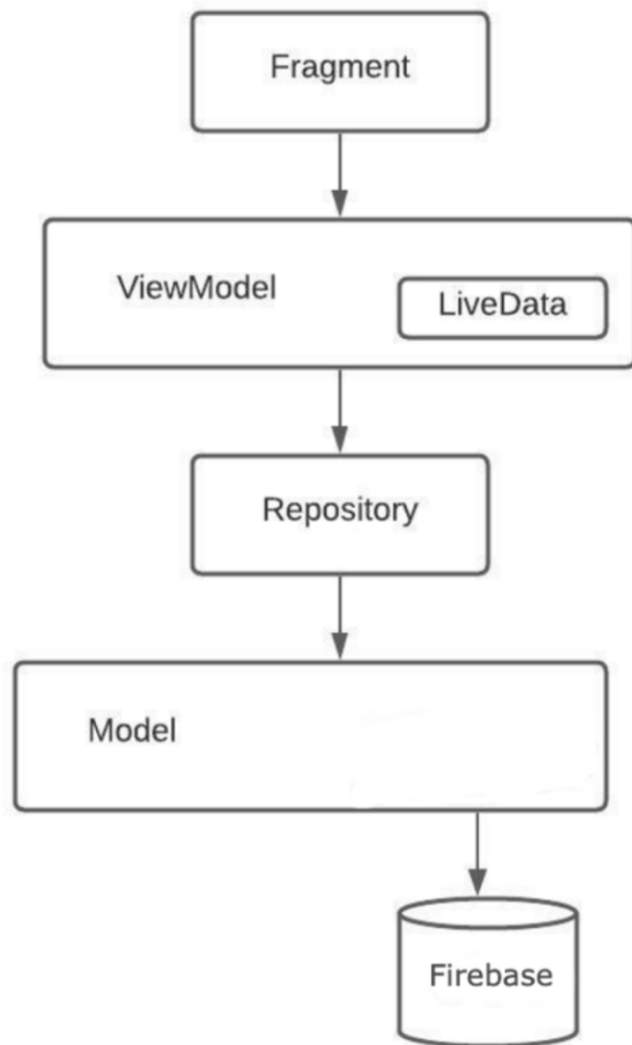 Fragment
ViewModel
LiveData
Repository
Model
Firebase